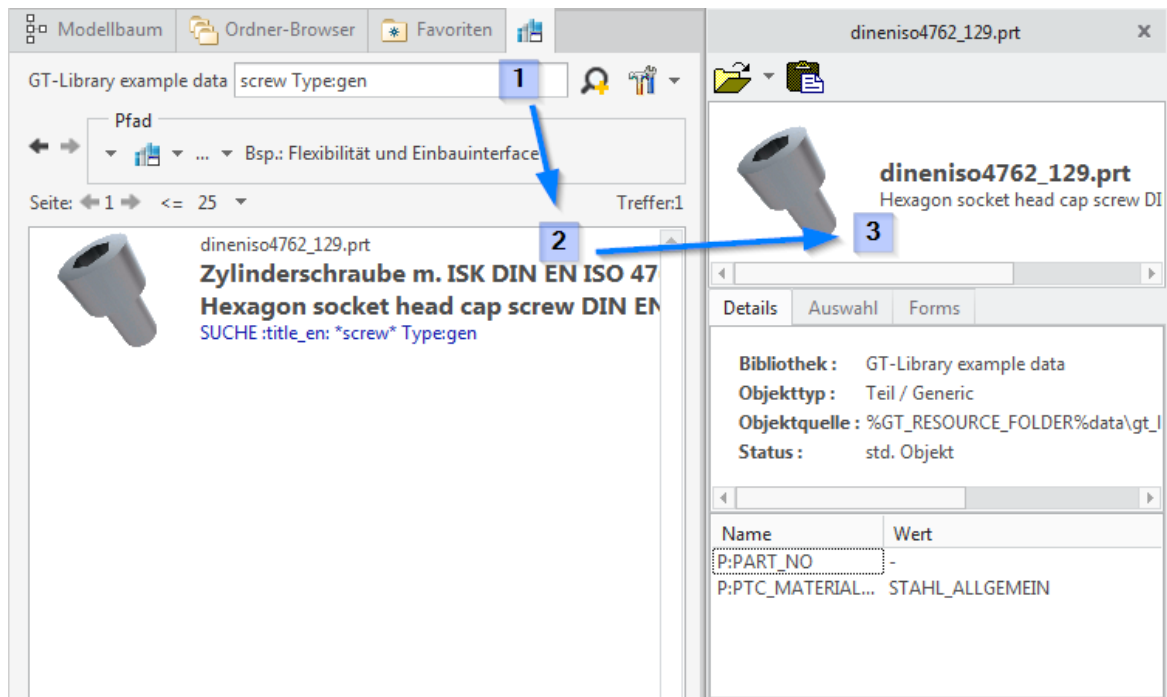 Modellbaum Ordner-Browser Favoriten
GT-Library example data screw Type:gen 1
Pfad
... Bsp.: Flexibilität und Einbauinterface
Seite: 1 <= 25 Treffer:1
2
dineniso4762_129.prt
Zylinderschraube m. ISK DIN EN ISO 47
Hexagon socket head cap screw DIN EN
SUCHE :title_en: *screw* Type:gen
dineniso4762_129.prt x
dineniso4762_129.prt
Hexagon socket head cap screw DI
3
Details Auswahl Forms
Bibliothek : GT-Library example data
Objekttyp : Teil / Generic
Objektquelle : %GT_RESOURCE_FOLDER%data\gt_l
Status : std. Objekt
Name Wert
P:PART_NO -
P:PTC_MATERIAL... STAHL_ALLGEMEIN